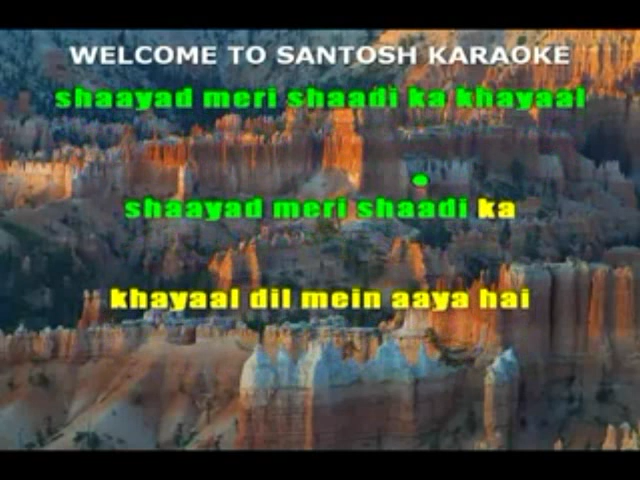 WELCOME TO SANTOSH KARAOKE
shaayad meri shaadi ka khayaal
shaayad meri shaadi ka
khayaal dil mein aaya hai